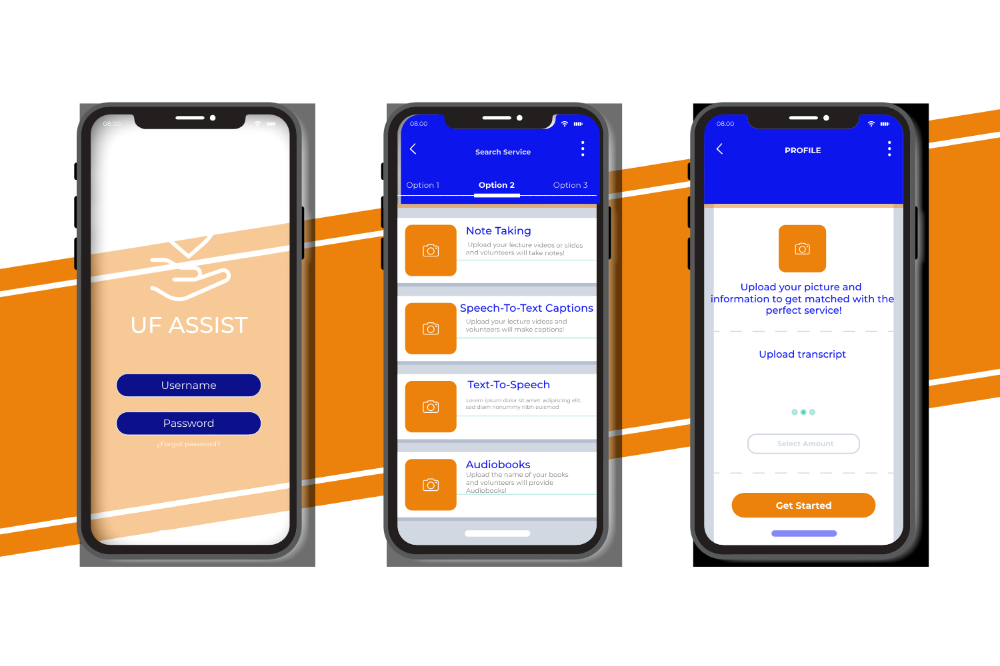 08.00
UF ASSIST
Username
Password
¿Forgot password?
08.00
Search Service
Option 1
Option 2
Option 3
Note Taking
Upload your lecture videos or slides
and volunteers will take notes!
Speech-To-Text Captions
Upload your lecture videos and
volunteers will make captions!
Text-To-Speech
Lorem ipsum dolor sit amet adipiscing elit,
sed diam nonummy nibh euismod
Audiobooks
Upload the name of your books
and volunteers will provide
Audiobooks!
08.00
PROFILE
Upload your picture and
information to get matched with the
perfect service!
Upload transcript
Select Amount
Get Started